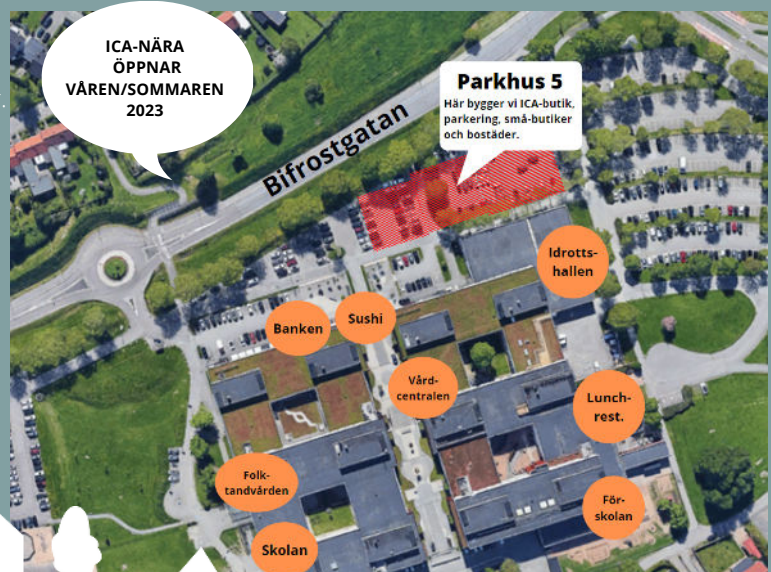 ICA-NÄRA
ÖPPNAR
VÅREN/SOMMAREN
2023
Parkhus 5
Här bygger vi ICA-butik,
parkering, små-butiker
och bostäder.
Bifrostgatan
Idrotts-
hallen
Banken
Sushi
Vård-
centralen
Lunch-
rest.
Folk-
tandvården
För-
skolan
Skolan